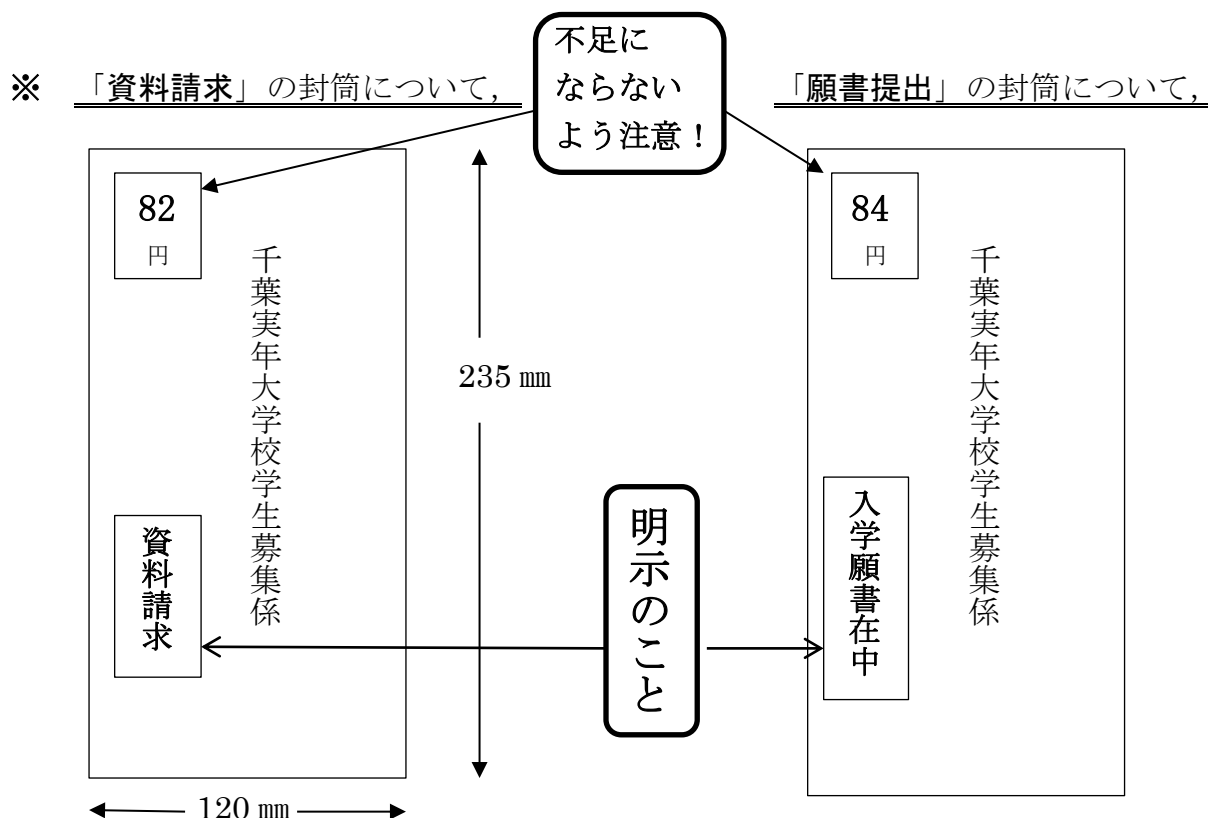 ※ 「資料請求」の封筒について，
不足に
ならない
よう注意！
「願書提出」の封筒について，
82
円
千葉実年大学校学生募集係
資料請求
235 ㎜
120 ㎜
明示のこと
84
円
千葉実年大学校学生募集係
入学願書在中